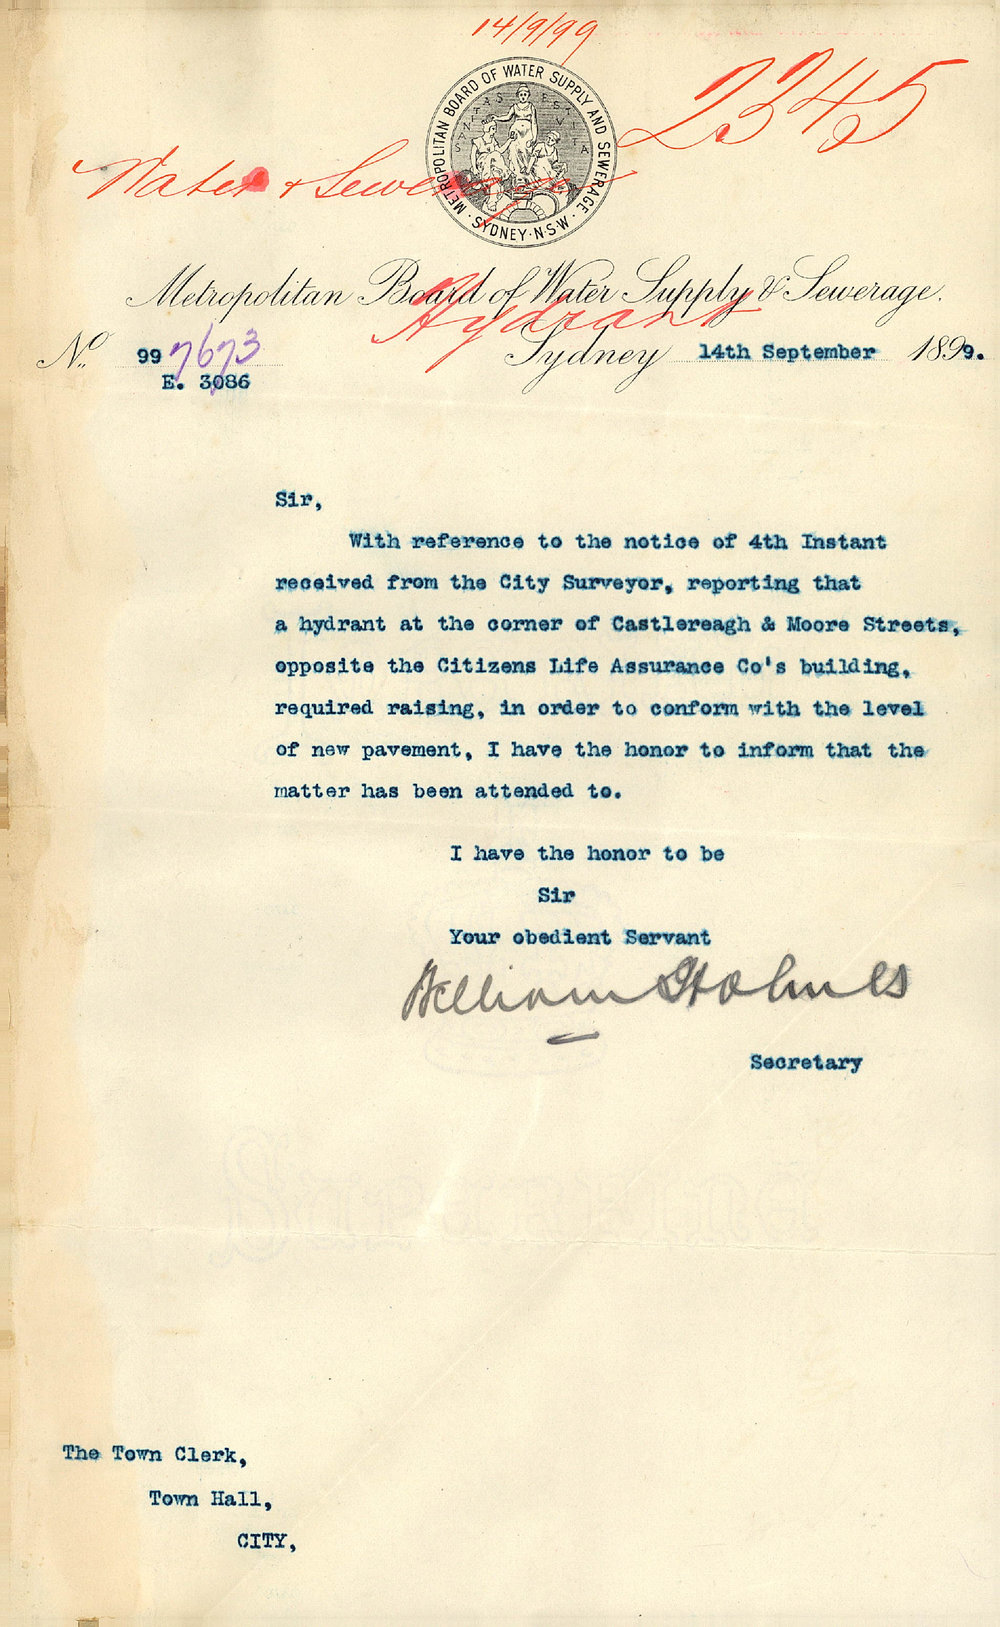 14/9/99
2345
METROPOLITAN BOARD OF WATER SUPPLY AND SEWERAGE.
SANITAS EST VITA
· SYDNEY · N · S · W ·
Water & Sewerage
Metropolitan Board of Water Supply & Sewerage.
Hydrant
No. 997673
Sydney 14th September 1899.
E. 3086
Sir,
With reference to the notice of 4th Instant
received from the City Surveyor, reporting that
a hydrant at the corner of Castlereagh & Moore Streets,
opposite the Citizens Life Assurance Co's building,
required raising, in order to conform with the level
of new pavement, I have the honor to inform that the
matter has been attended to.
I have the honor to be
Sir
Your obedient Servant
William Holmes
Secretary
The Town Clerk,
Town Hall,
CITY,